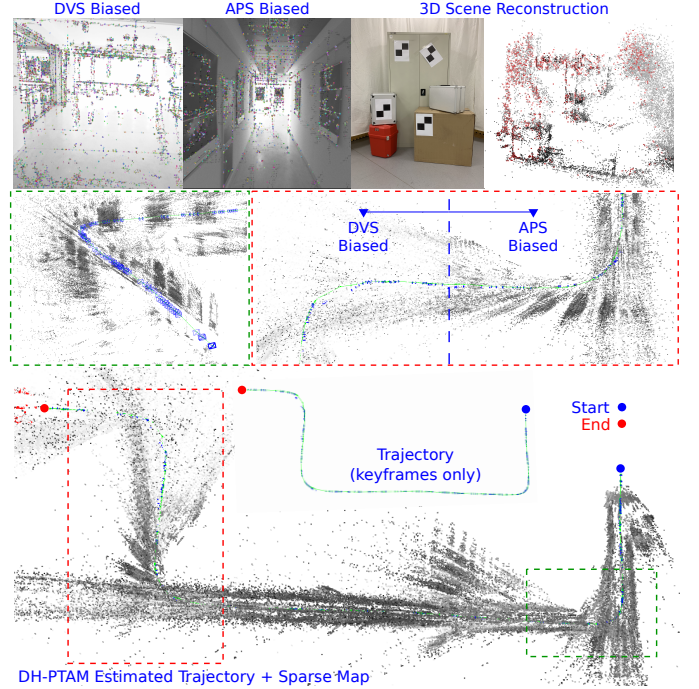 DVS Biased
APS Biased
3D Scene Reconstruction
DVS
Biased
APS
Biased
Start
End
Trajectory
(keyframes only)
DH-PTAM Estimated Trajectory + Sparse Map